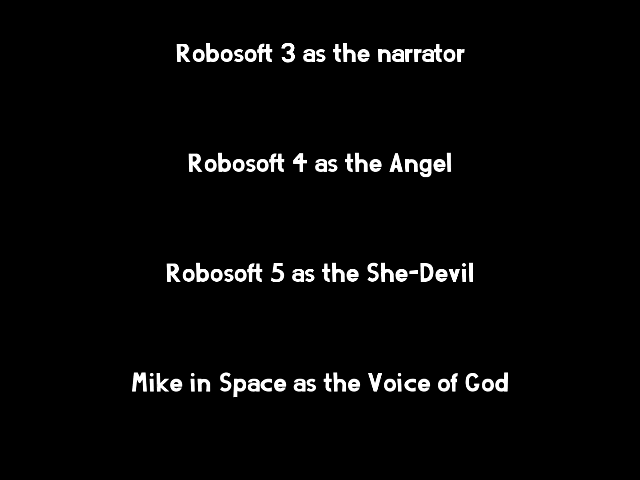 Robosoft 3 as the narrator
Robosoft 4 as the Angel
Robosoft 5 as the She-Devil
Mike in Space as the Voice of God